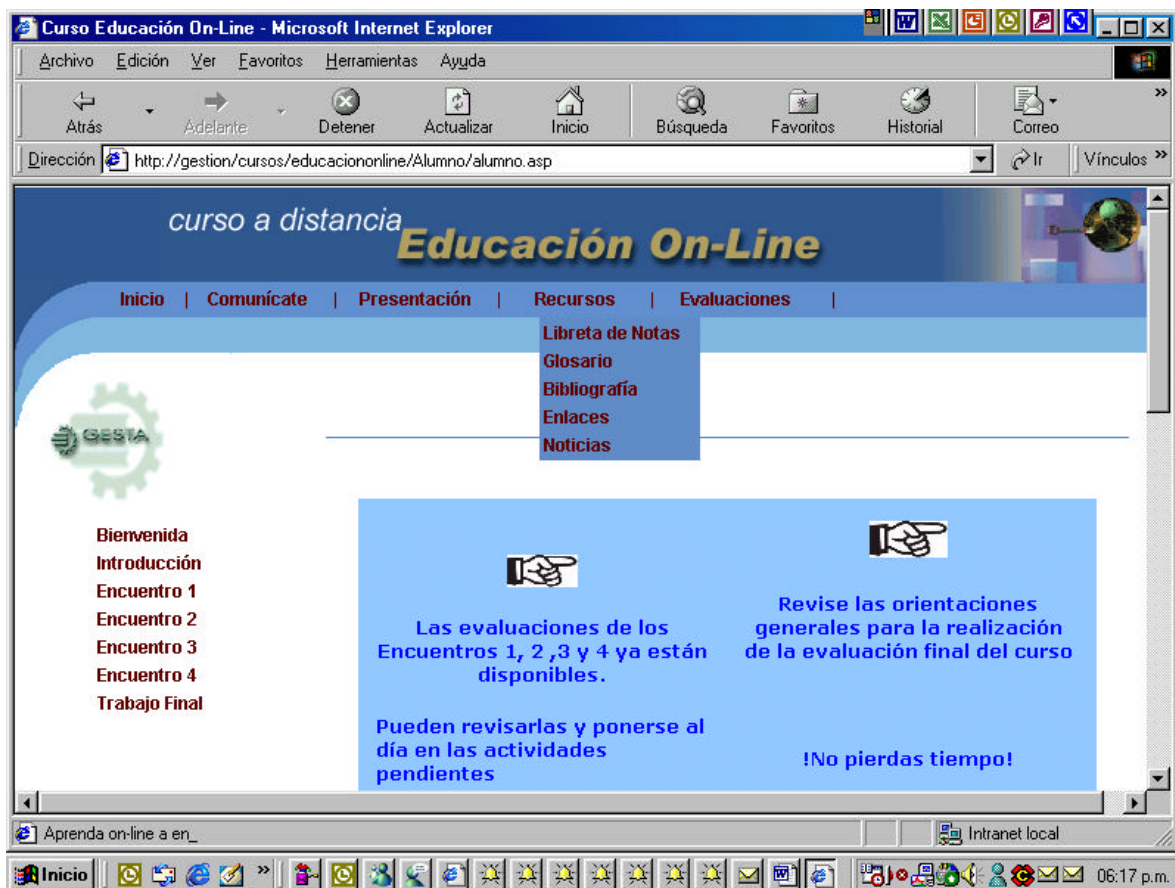 Curso Educación On-Line - Microsoft Internet Explorer
Archivo Edición Ver Favoritos Herramientas Ayuda
Atrás Adelante Detener Actualizar Inicio Búsqueda Favoritos Historial Correo
Dirección http://gestion/cursos/educaciononline/Alumno/alumno.asp Ir Vínculos
curso a distancia
Educación On-Line
Inicio | Comunícate | Presentación | Recursos | Evaluaciones |
Libreta de Notas
Glosario
Bibliografía
Enlaces
Noticias
GESTA
Bienvenida
Introducción
Encuentro 1
Encuentro 2
Encuentro 3
Encuentro 4
Trabajo Final
Las evaluaciones de los
Encuentros 1, 2 ,3 y 4 ya están
disponibles.
Pueden revisarlas y ponerse al
día en las actividades
pendientes
Revise las orientaciones
generales para la realización
de la evaluación final del curso
!No pierdas tiempo!
Aprenda on-line a en_ Intranet local
Inicio 06:17 p.m.